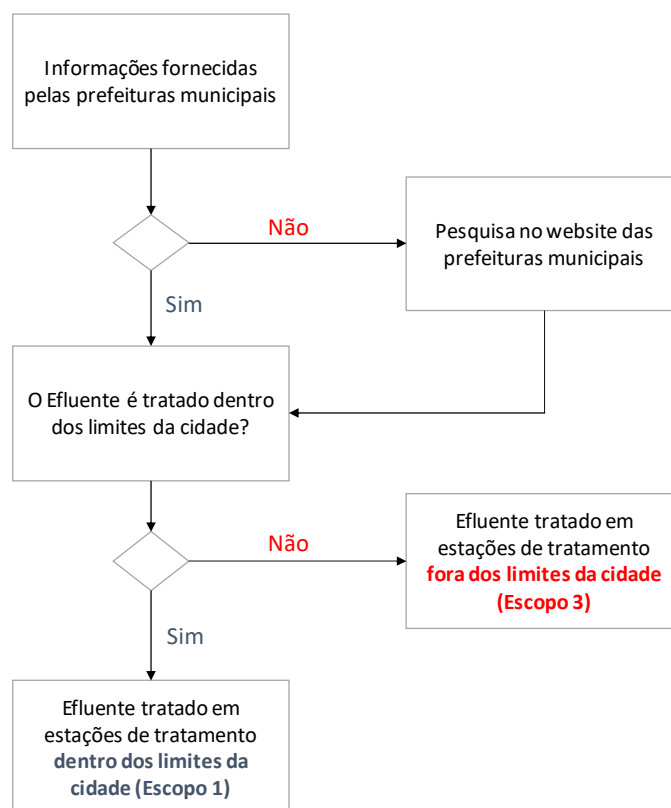 Informações fornecidas
pelas prefeituras municipais
Não
Pesquisa no website das
prefeituras municipais
Sim
O Efluente é tratado dentro
dos limites da cidade?
Não
Efluente tratado em
estações de tratamento
fora dos limites da cidade
(Escopo 3)
Sim
Efluente tratado em
estações de tratamento
dentro dos limites da
cidade (Escopo 1)